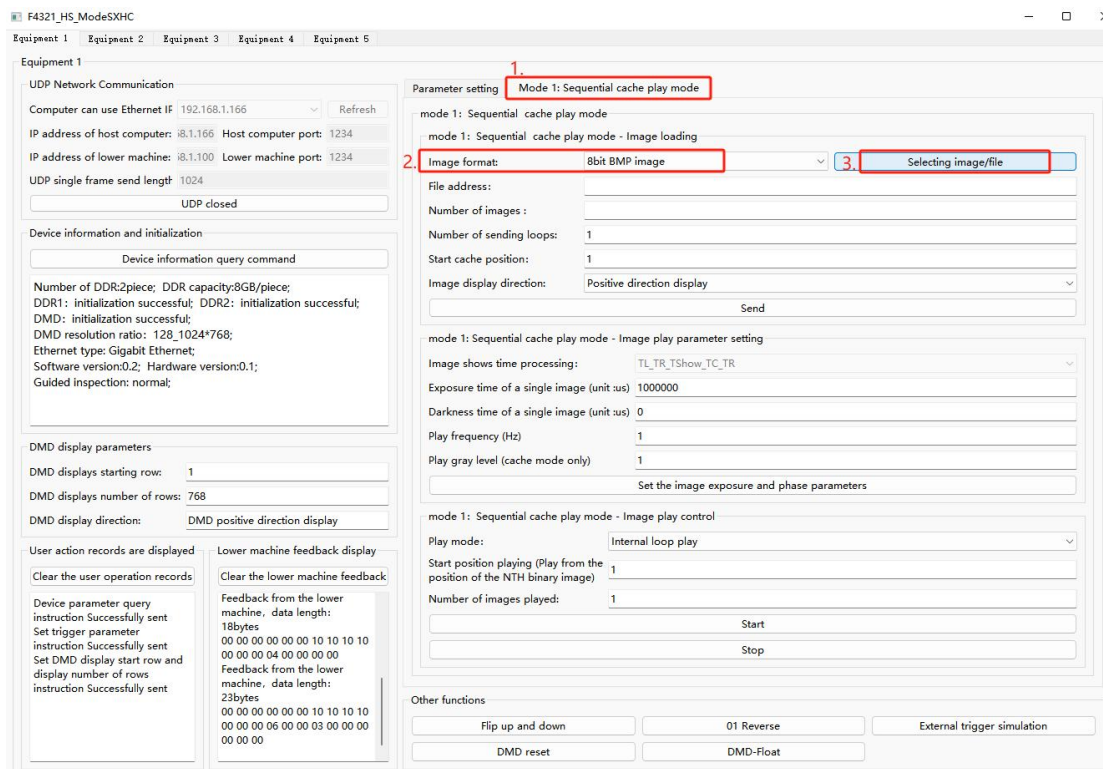 F4321_HS_ModeSXHC
Equipment 1 Equipment 2 Equipment 3 Equipment 4 Equipment 5
Equipment 1
UDP Network Communication
Computer can use Ethernet IF 192.168.1.166 Refresh
IP address of host computer: i8.1.166 Host computer port: 1234
IP address of lower machine: i8.1.100 Lower machine port: 1234
UDP single frame send lengtf 1024
UDP closed
Device information and initialization
Device information query command
Number of DDR:2piece; DDR capacity:8GB/piece;
DDR1: initialization successful; DDR2: initialization successful;
DMD: initialization successful;
DMD resolution ratio: 128_1024*768;
Ethernet type: Gigabit Ethernet;
Software version:0.2; Hardware version:0.1;
Guided inspection: normal;
DMD display parameters
DMD displays starting row: 1
DMD displays number of rows: 768
DMD display direction: DMD positive direction display
User action records are displayed
Clear the user operation records
Device parameter query
instruction Successfully sent
Set trigger parameter
instruction Successfully sent
Set DMD display start row and
display number of rows
instruction Successfully sent
Lower machine feedback display
Clear the lower machine feedback
Feedback from the lower
machine, data length:
18bytes
00 00 00 00 00 00 10 10 10 10
00 00 00 04 00 00 00 00
Feedback from the lower
machine, data length:
23bytes
00 00 00 00 00 00 10 10 10 10
00 00 00 06 00 00 03 00 00 00
00 00 00
1.
Parameter setting Mode 1: Sequential cache play mode
mode 1: Sequential cache play mode
mode 1: Sequential cache play mode - Image loading
2. Image format: 8bit BMP image 3. Selecting image/file
File address:
Number of images :
Number of sending loops: 1
Start cache position: 1
Image display direction: Positive direction display
Send
mode 1: Sequential cache play mode - Image play parameter setting
Image shows time processing: TL_TR_TShow_TC_TR
Exposure time of a single image (unit :us) 1000000
Darkness time of a single image (unit :us) 0
Play frequency (Hz) 1
Play gray level (cache mode only) 1
Set the image exposure and phase parameters
mode 1: Sequential cache play mode - Image play control
Play mode: Internal loop play
Start position playing (Play from the
position of the NTH binary image) 1
Number of images played: 1
Start
Stop
Other functions
Flip up and down 01 Reverse External trigger simulation
DMD reset DMD-Float